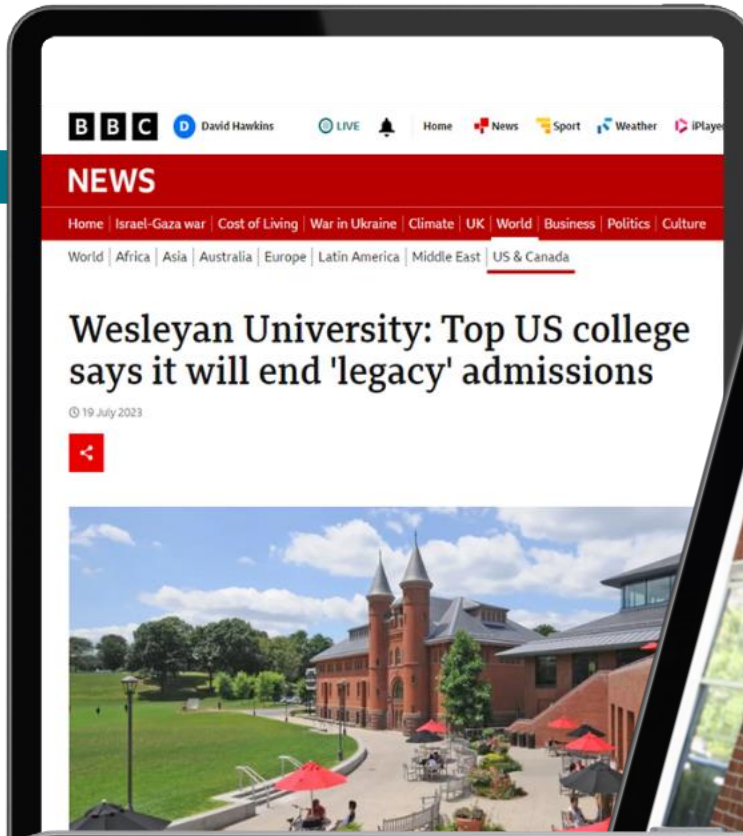 BBC D David Hawkins LIVE Home News Sport Weather iPlaye
NEWS
Home Israel-Gaza war Cost of Living War in Ukraine Climate UK World Business Politics Culture
World Africa Asia Australia Europe Latin America Middle East US & Canada
Wesleyan University: Top US college
says it will end 'legacy' admissions
19 July 2023